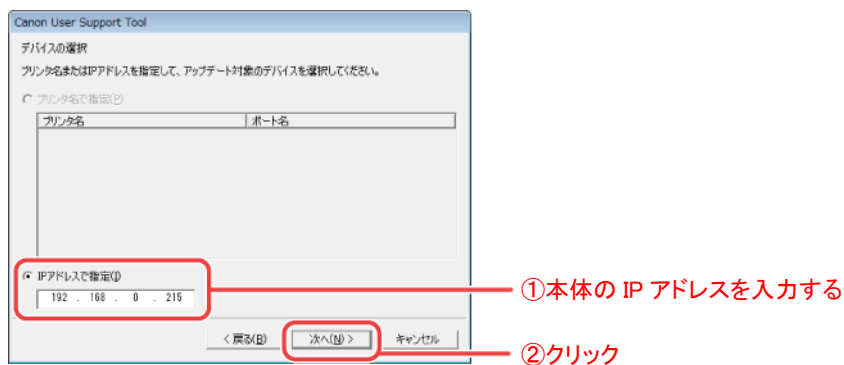 Canon User Support Tool
デバイスの選択
プリンタ名またはIPアドレスを指定して、アップデート対象のデバイスを選択してください。
プリンタ名で指定(P)
プリンタ名 ポート名
IPアドレスで指定(I)
192 . 168 . 0 . 215
①本体の IP アドレスを入力する
< 戻る(B) 次へ(N) > キャンセル
②クリック